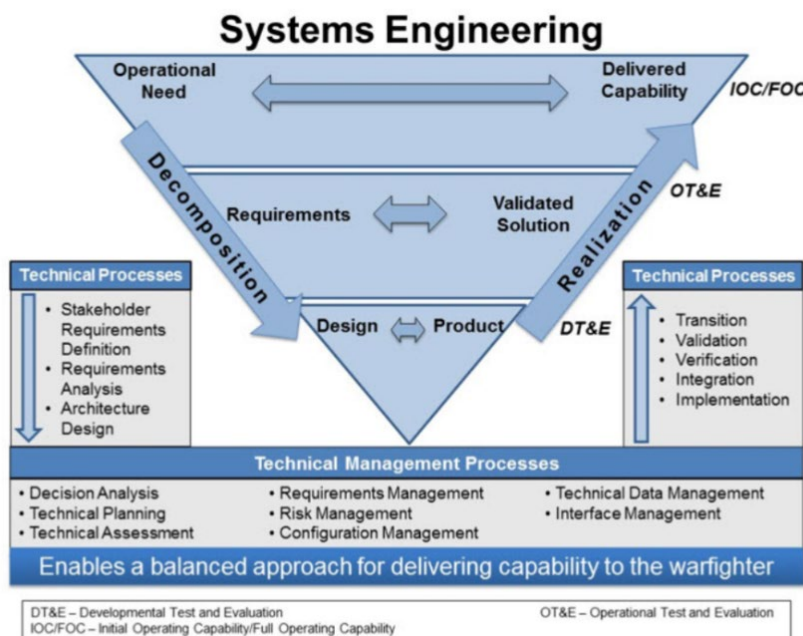 Systems Engineering
Operational
Need
Delivered
Capability
IOC/FOC
Decomposition
Realization
Requirements
Validated
Solution
OT&E
Design
Product
DT&E
Technical Processes
• Stakeholder
Requirements
Definition
• Requirements
Analysis
• Architecture
Design
Technical Processes
• Transition
• Validation
• Verification
• Integration
• Implementation
Technical Management Processes
• Decision Analysis
• Technical Planning
• Technical Assessment
• Requirements Management
• Risk Management
• Configuration Management
• Technical Data Management
• Interface Management
Enables a balanced approach for delivering capability to the warfighter
DT&E – Developmental Test and Evaluation
OT&E – Operational Test and Evaluation
IOC/FOC – Initial Operating Capability/Full Operating Capability